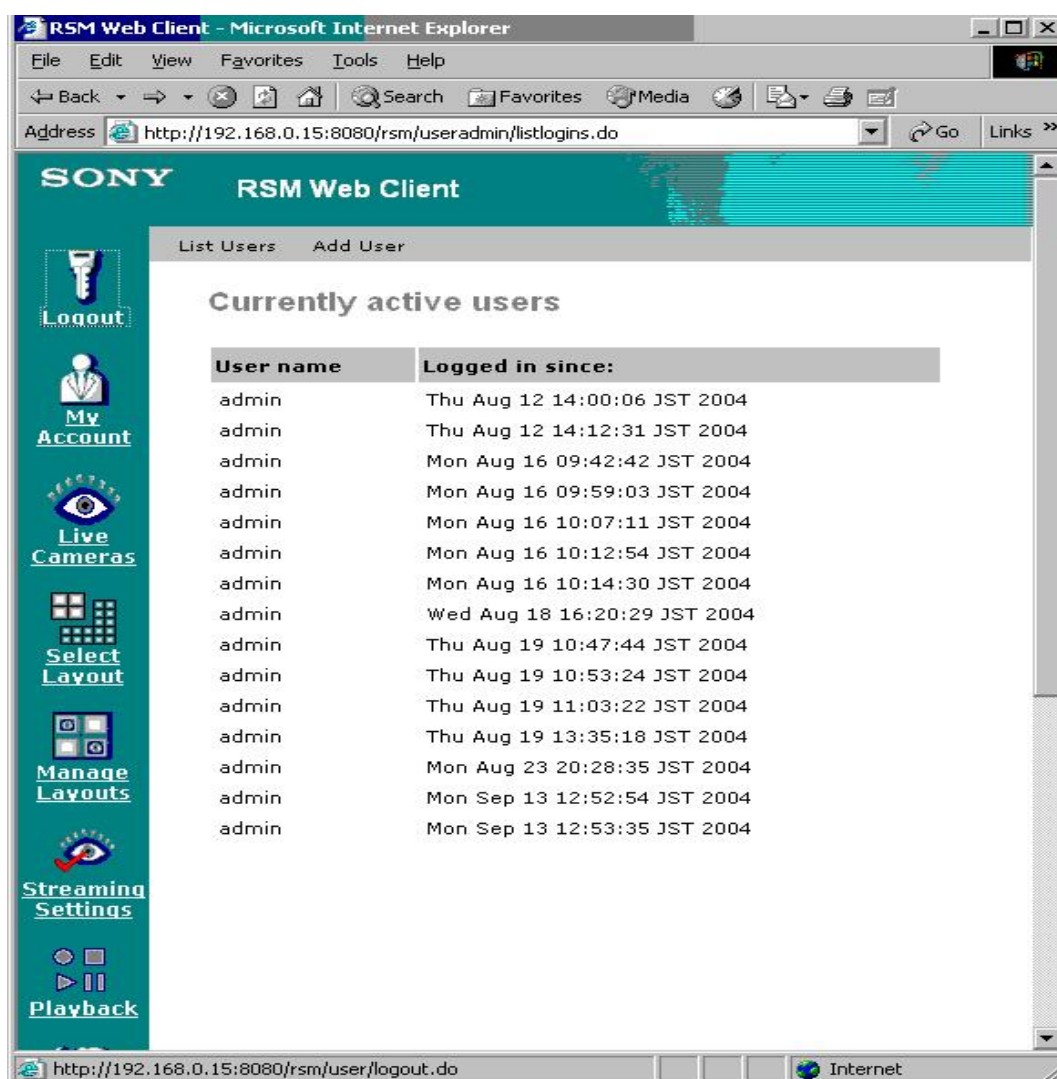 RSM Web Client - Microsoft Internet Explorer
File Edit View Favorites Tools Help
Back Search Favorites Media
Address http://192.168.0.15:8080/rsm/useradmin/listlogins.do Go Links »
SONY RSM Web Client
List Users Add User
Logout
My Account
Live Cameras
Select Layout
Manage Layouts
Streaming Settings
Playback
Currently active users
User name Logged in since:
admin Thu Aug 12 14:00:06 JST 2004
admin Thu Aug 12 14:12:31 JST 2004
admin Mon Aug 16 09:42:42 JST 2004
admin Mon Aug 16 09:59:03 JST 2004
admin Mon Aug 16 10:07:11 JST 2004
admin Mon Aug 16 10:12:54 JST 2004
admin Mon Aug 16 10:14:30 JST 2004
admin Wed Aug 18 16:20:29 JST 2004
admin Thu Aug 19 10:47:44 JST 2004
admin Thu Aug 19 10:53:24 JST 2004
admin Thu Aug 19 11:03:22 JST 2004
admin Thu Aug 19 13:35:18 JST 2004
admin Mon Aug 23 20:28:35 JST 2004
admin Mon Sep 13 12:52:54 JST 2004
admin Mon Sep 13 12:53:35 JST 2004
http://192.168.0.15:8080/rsm/user/logout.do Internet